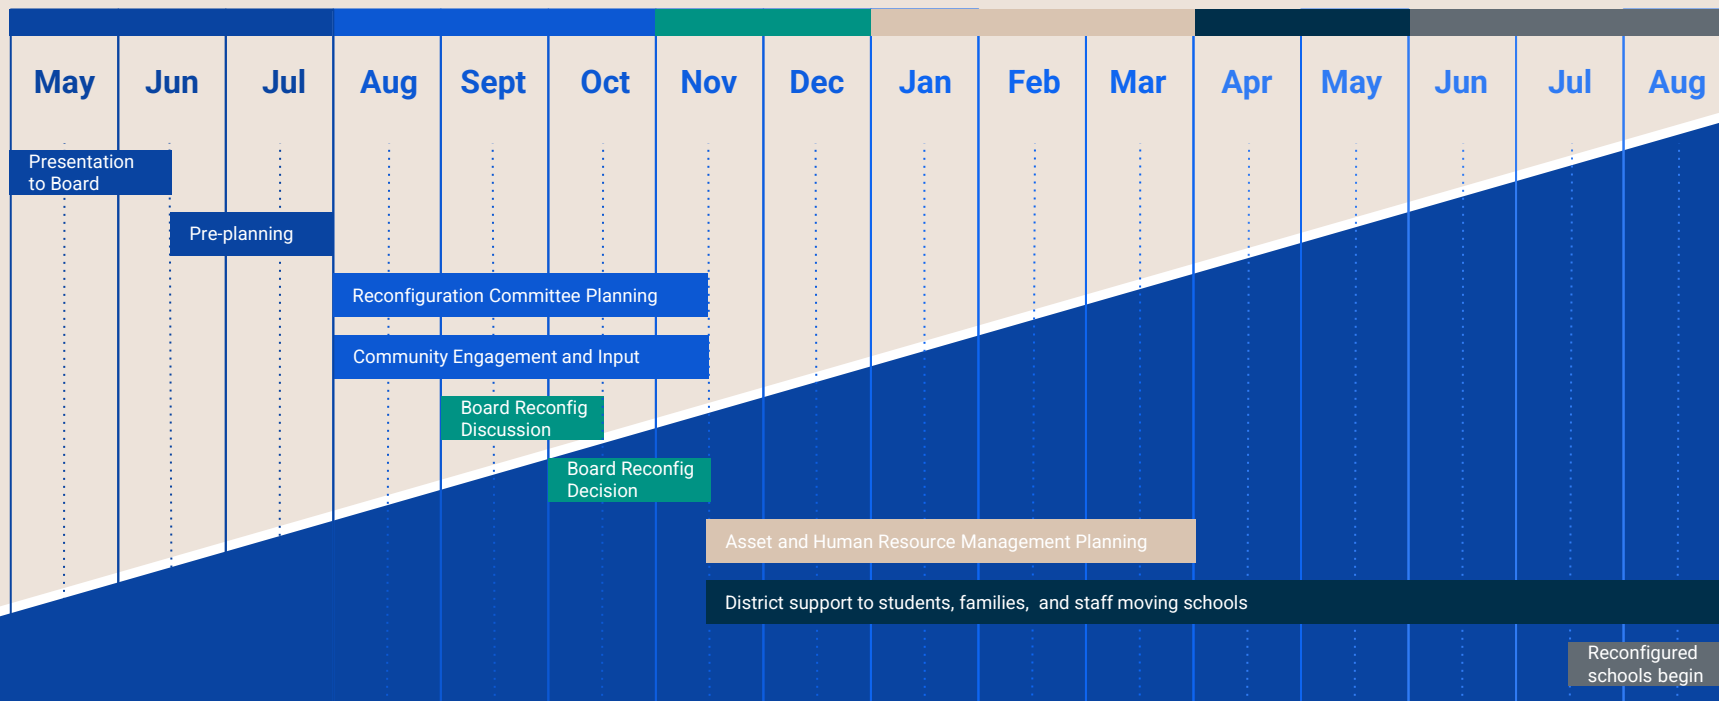 May Jun Jul Aug Sept Oct Nov Dec Jan Feb Mar Apr May Jun Jul Aug
Presentation
to Board
Pre-planning
Reconfiguration Committee Planning
Community Engagement and Input
Board Reconfig
Discussion
Board Reconfig
Decision
Asset and Human Resource Management Planning
District support to students, families,  and staff moving schools
Reconfigured
schools begin